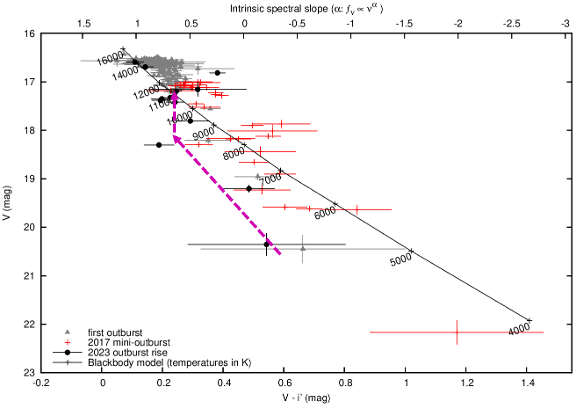 Intrinsic spectral slope (α: fν ∝ ν^α)
1.5 1 0.5 0 -0.5 -1 -1.5 -2 -2.5 -3
16
17
18
19
20
21
22
23
V (mag)
16000
14000
12000
11000
10000
9000
8000
7000
6000
5000
4000
first outburst
2017 mini-outburst
2023 outburst rise
Blackbody model (temperatures in K)
-0.2 0 0.2 0.4 0.6 0.8 1 1.2 1.4
V - i' (mag)